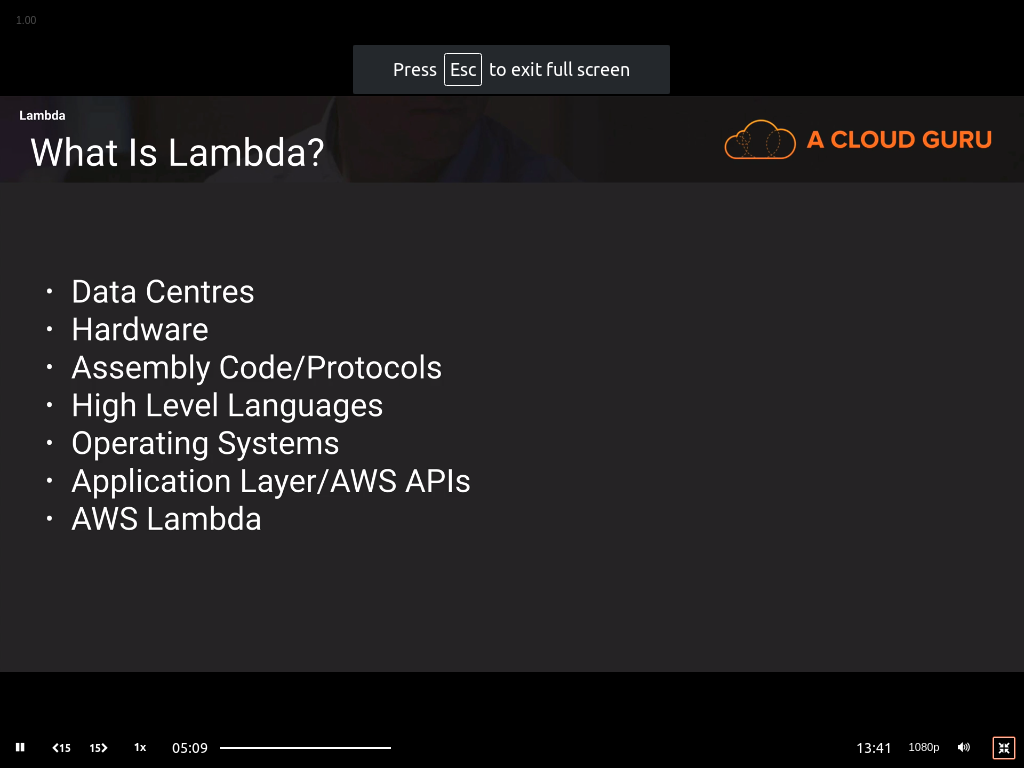 1.00
Press Esc to exit full screen
Lambda
What Is Lambda?
A CLOUD GURU
• Data Centres
• Hardware
• Assembly Code/Protocols
• High Level Languages
• Operating Systems
• Application Layer/AWS APIs
• AWS Lambda
15 15 1x 05:09 13:41 1080p